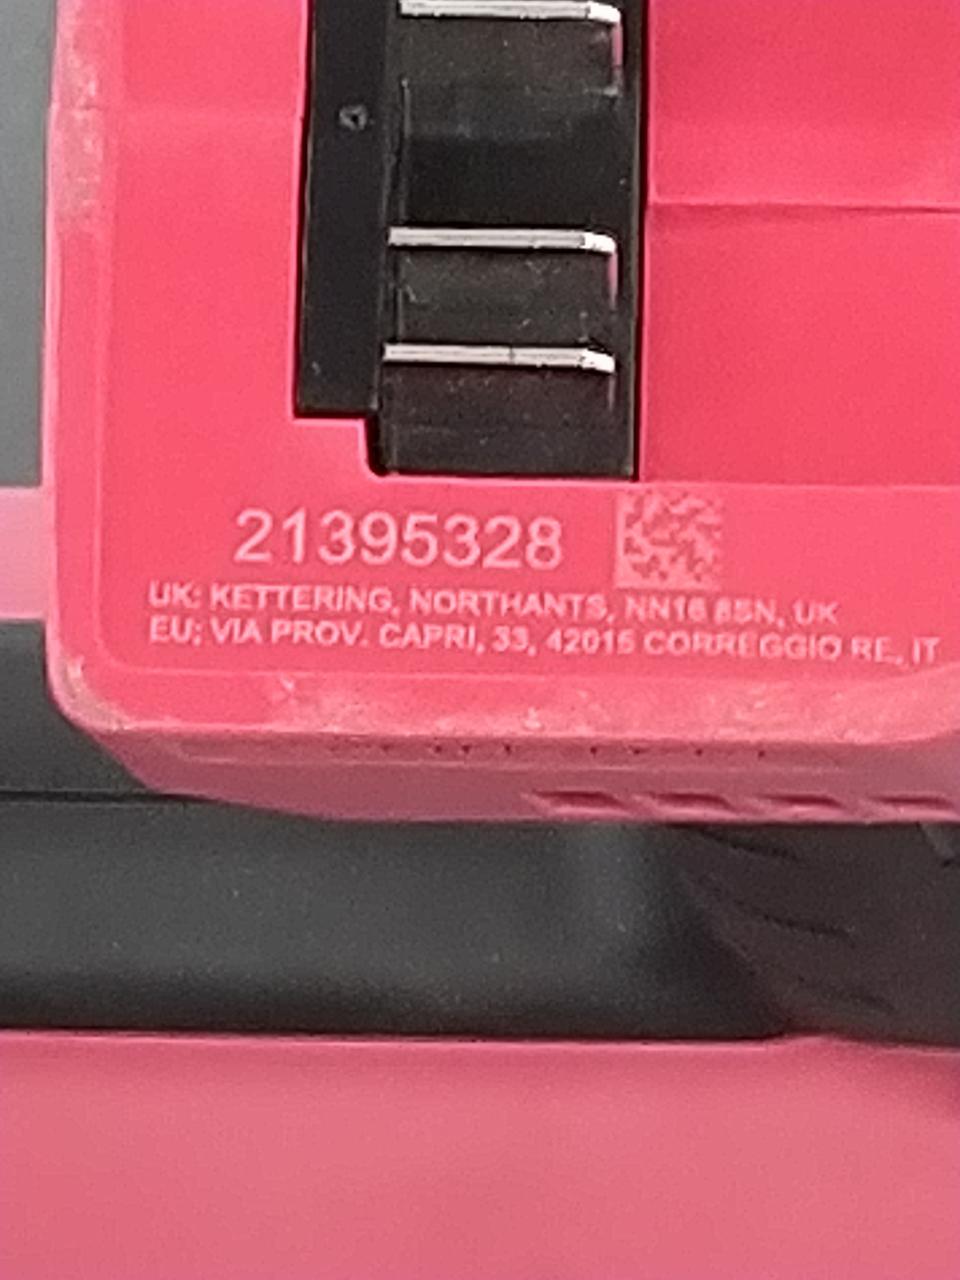 21395328
UK: KETTERING, NORTHANTS, NN16 8SN, UK
EU; VIA PROV. CAPRI, 33, 42015 CORREGGIO RE, IT